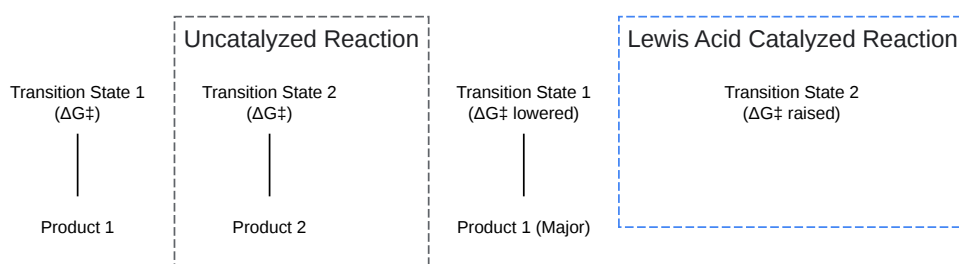 Uncatalyzed Reaction
Lewis Acid Catalyzed Reaction
Transition State 1
(ΔG‡)
Transition State 2
(ΔG‡)
Transition State 1
(ΔG‡ lowered)
Transition State 2
(ΔG‡ raised)
Product 1
Product 2
Product 1 (Major)